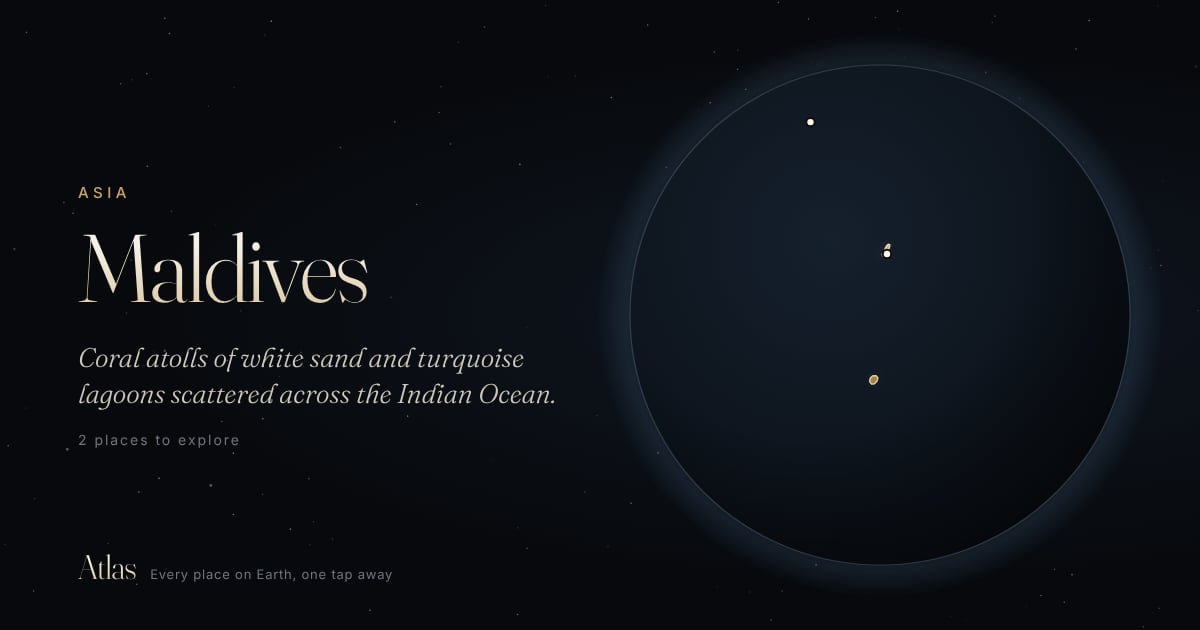 ASIA
Maldives
Coral atolls of white sand and turquoise
lagoons scattered across the Indian Ocean.
2 places to explore
Atlas Every place on Earth, one tap away